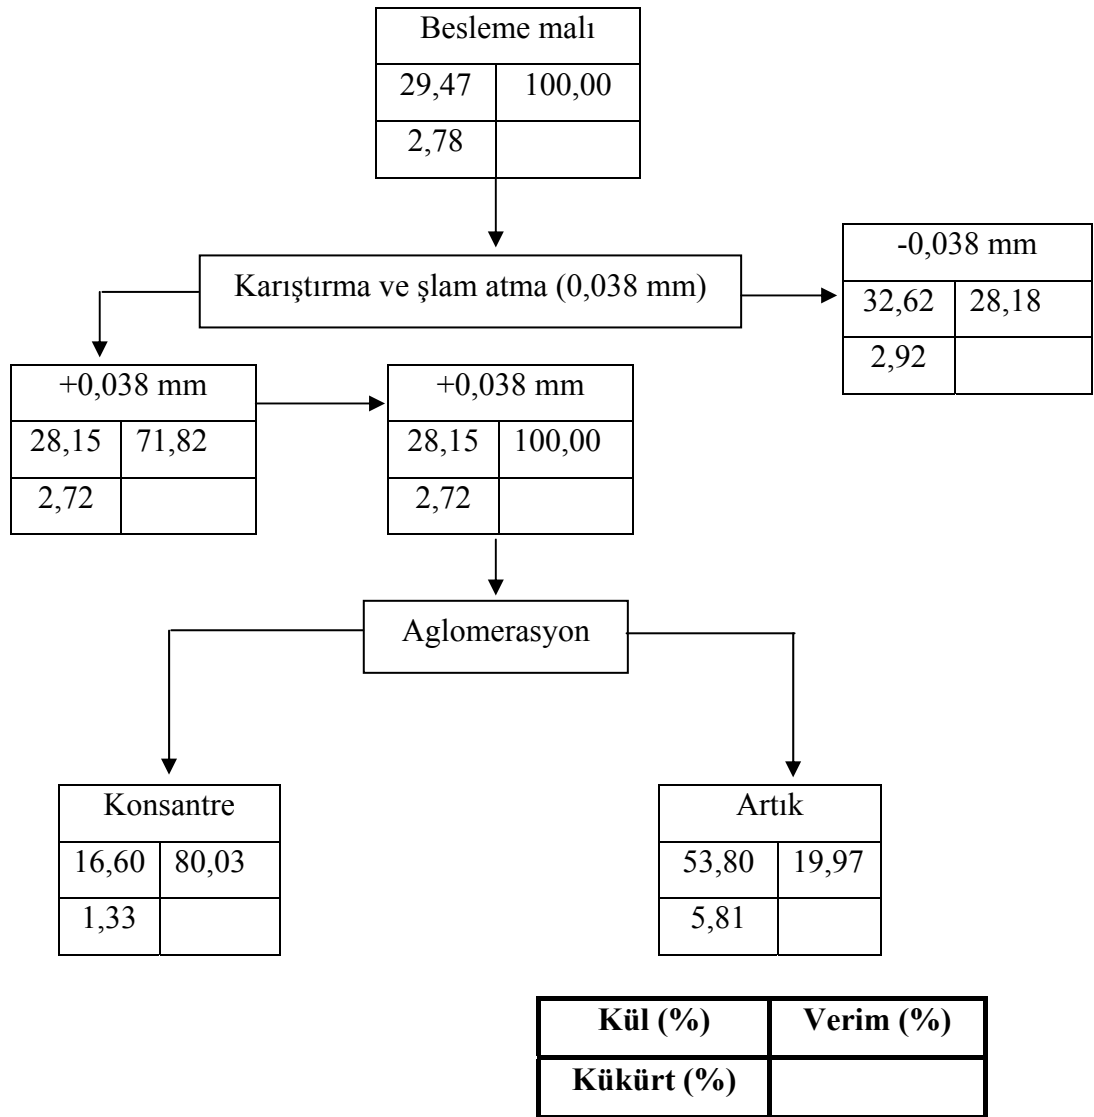 Besleme malı
29,47 100,00
2,78
Karıştırma ve şlam atma (0,038 mm)
-0,038 mm
32,62 28,18
2,92
+0,038 mm
28,15 71,82
2,72
+0,038 mm
28,15 100,00
2,72
Aglomerasyon
Konsantre
16,60 80,03
1,33
Artık
53,80 19,97
5,81
Kül (%) Verim (%)
Kükürt (%)